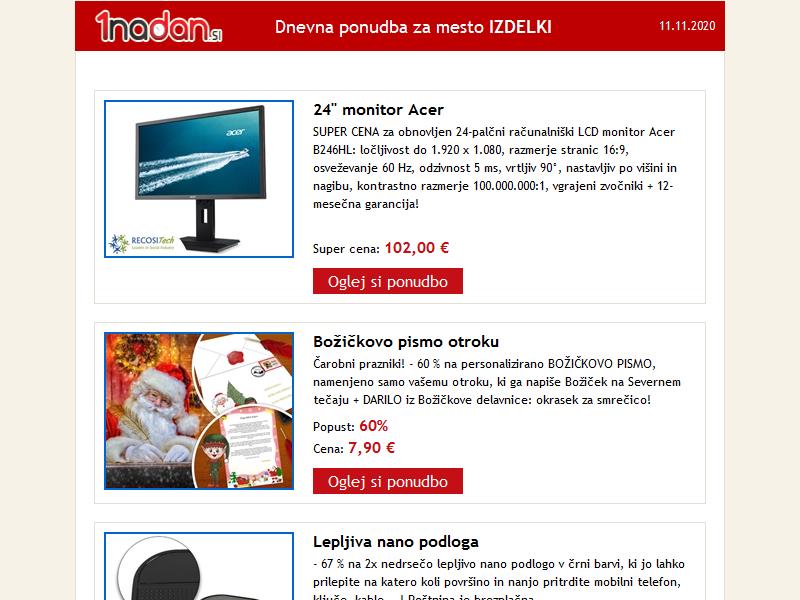 1nadan.si
Dnevna ponudba za mesto IZDELKI
11.11.2020
24" monitor Acer
SUPER CENA za obnovljen 24-palčni računalniški LCD monitor Acer
B246HL: ločljivost do 1.920 x 1.080, razmerje stranic 16:9,
osveževanje 60 Hz, odzivnost 5 ms, vrtljiv 90°, nastavljiv po višini in
nagibu, kontrastno razmerje 100.000.000:1, vgrajeni zvočniki + 12-
mesečna garancija!
acer
RECOSITech
Super cena: 102,00 €
Oglej si ponudbo
Božičkovo pismo otroku
Čarobni prazniki! - 60 % na personalizirano BOŽIČKOVO PISMO,
namenjeno samo vašemu otroku, ki ga napiše Božiček na Severnem
tečaju + DARILO iz Božičkove delavnice: okrasek za smrečico!
Popust: 60%
Cena: 7,90 €
Oglej si ponudbo
Lepljiva nano podloga
- 67 % na 2x nedrsečo lepljivo nano podlogo v črni barvi, ki jo lahko
prilepite na katero koli površino in nanjo pritrdite mobilni telefon,
ključe, kable...! Poštnina je brezplačna.